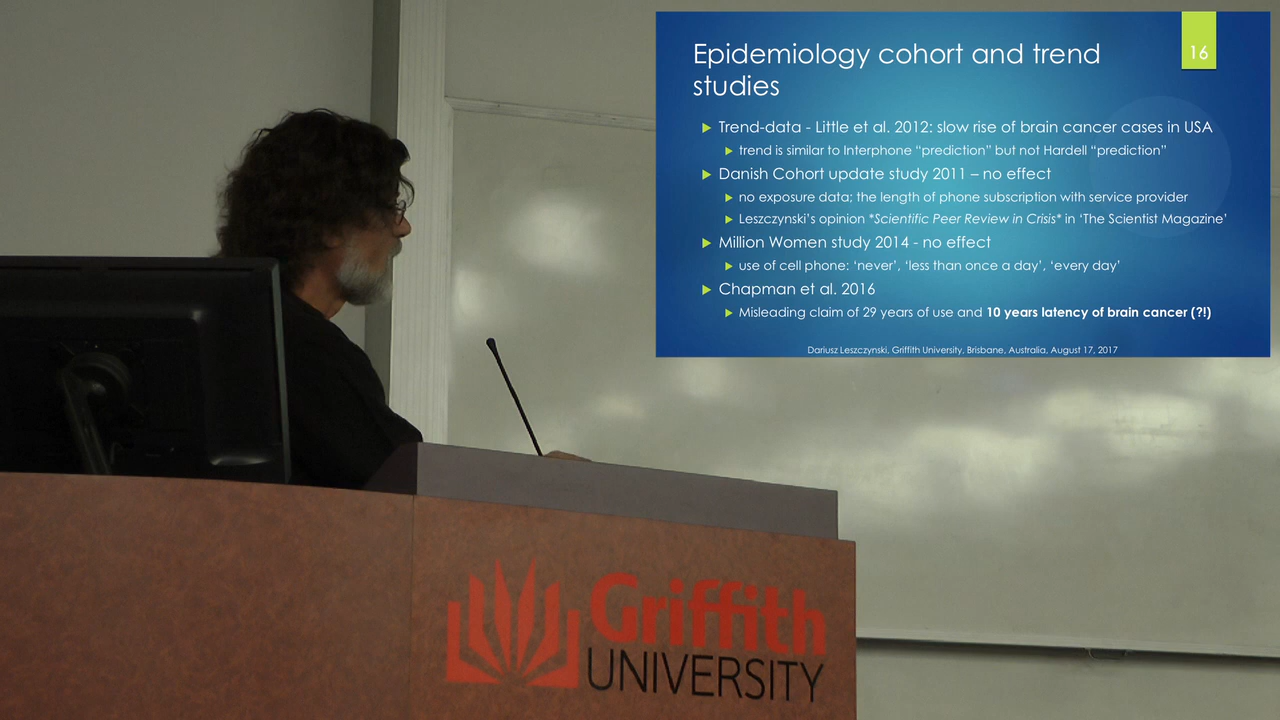 Epidemiology cohort and trend
studies
16
Trend-data - Little et al. 2012: slow rise of brain cancer cases in USA
trend is similar to Interphone “prediction” but not Hardell “prediction”
Danish Cohort update study 2011 – no effect
no exposure data; the length of phone subscription with service provider
Leszczynski’s opinion *Scientific Peer Review in Crisis* in ‘The Scientist Magazine’
Million Women study 2014 - no effect
use of cell phone: ‘never’, ‘less than once a day’, ‘every day’
Chapman et al. 2016
Misleading claim of 29 years of use and 10 years latency of brain cancer (?!)
Dariusz Leszczynski, Griffith University, Brisbane, Australia, August 17, 2017
Griffith
UNIVERSITY